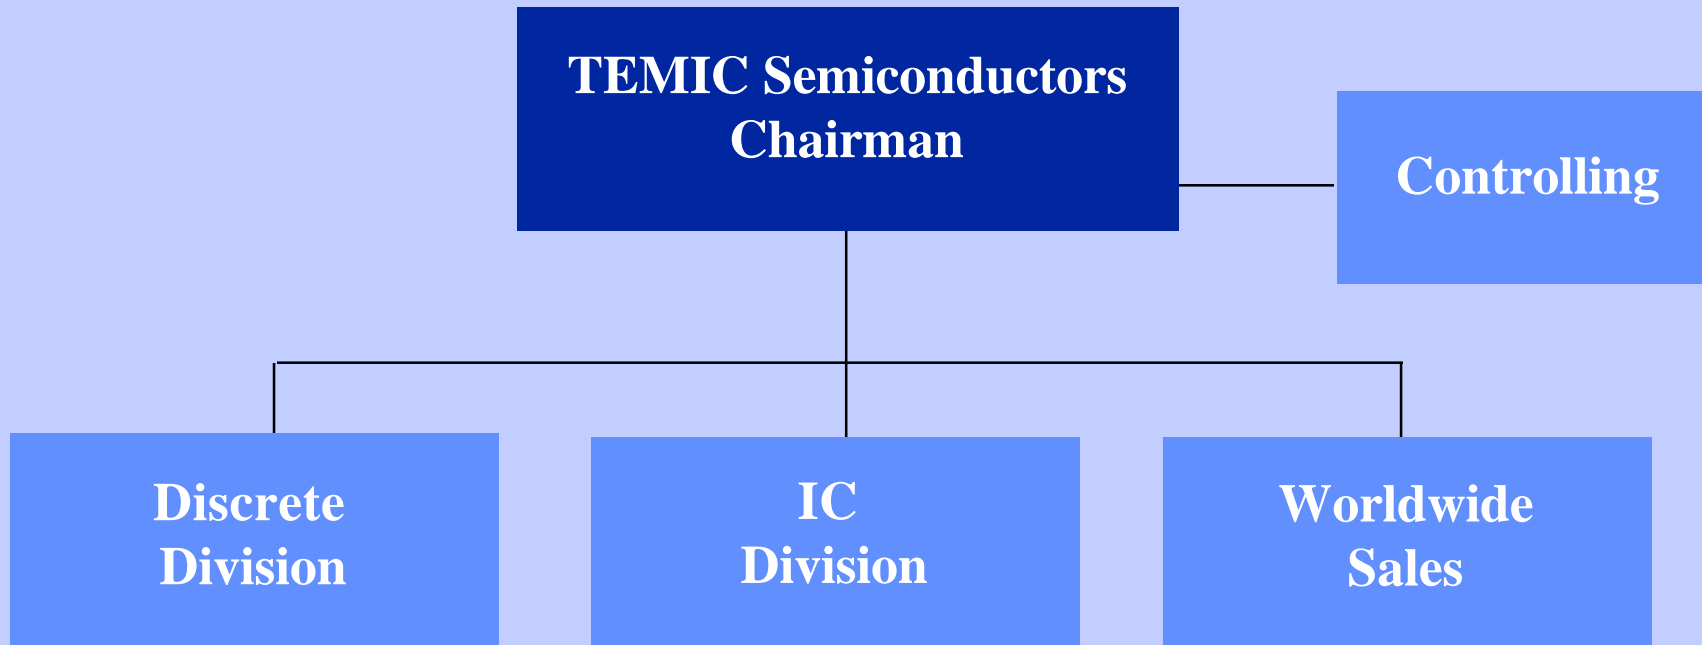 TEMIC Semiconductors
Chairman
Controlling
Discrete
Division
IC
Division
Worldwide
Sales